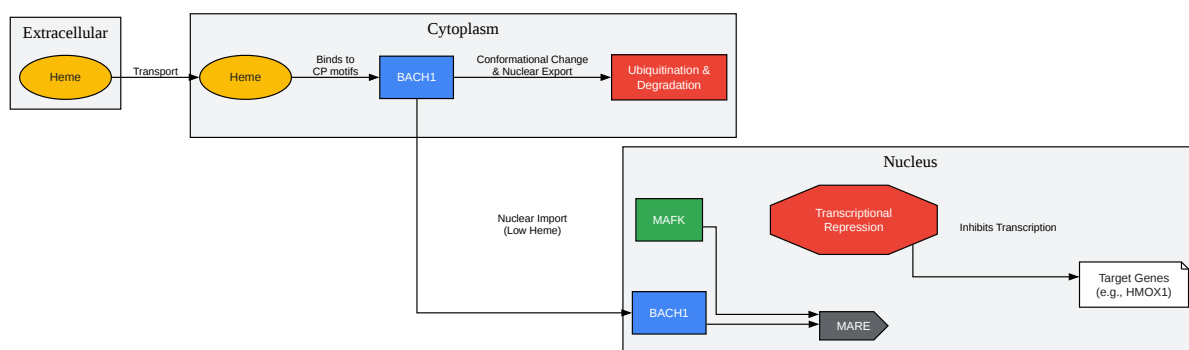 Extracellular
Heme
Transport
Cytoplasm
Heme
Binds to
CP motifs
BACH1
Conformational Change
& Nuclear Export
Ubiquitination &
Degradation
Nuclear Import
(Low Heme)
Nucleus
MAFK
Transcriptional
Repression
Inhibits Transcription
Target Genes
(e.g., HMOX1)
BACH1
MARE